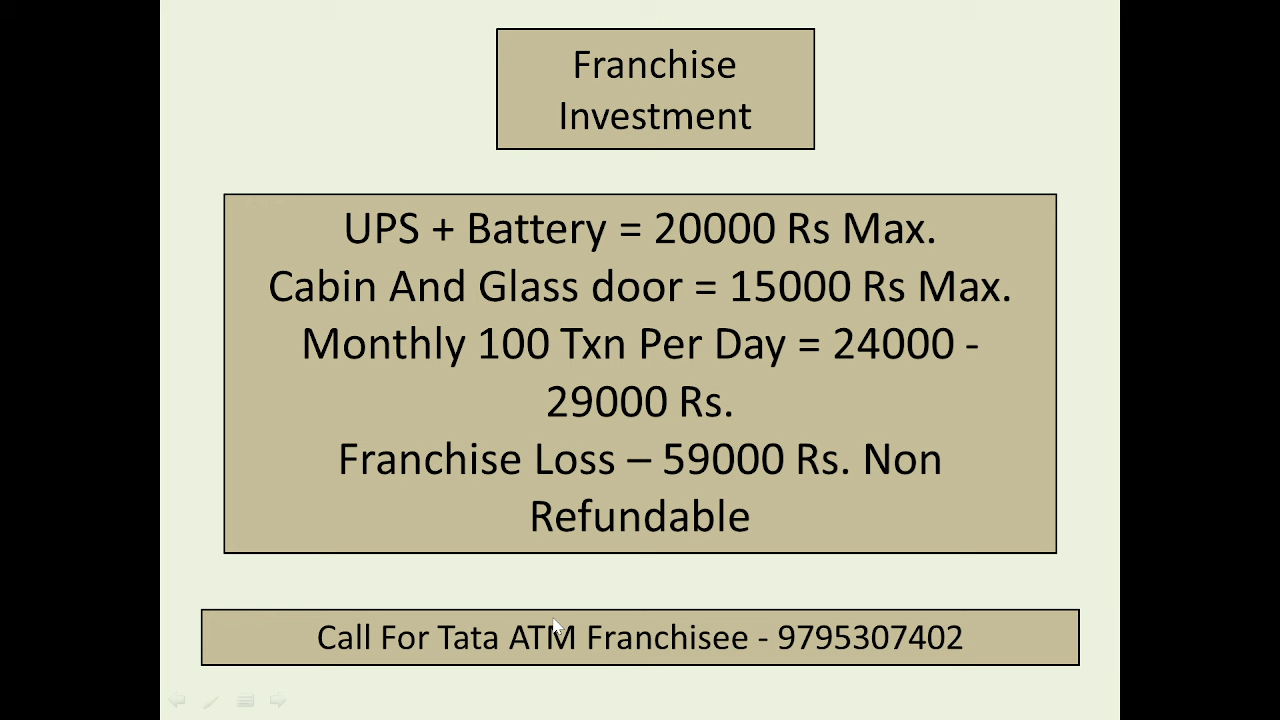 Franchise
Investment
UPS + Battery = 20000 Rs Max.
Cabin And Glass door = 15000 Rs Max.
Monthly 100 Txn Per Day = 24000 -
29000 Rs.
Franchise Loss – 59000 Rs. Non
Refundable
Call For Tata ATM Franchisee - 9795307402